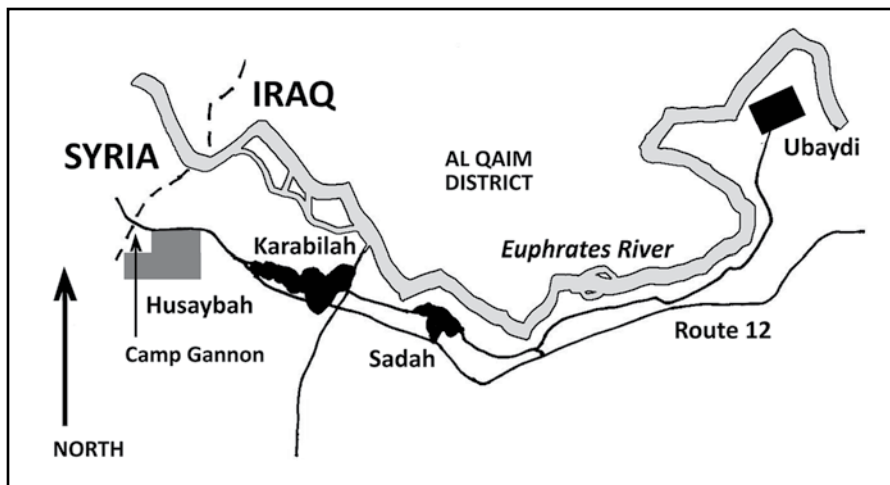 IRAQ
SYRIA
AL QAIM
DISTRICT
Ubaydi
Karabilah
Euphrates River
Husaybah
Route 12
Camp Gannon
Sadah
NORTH